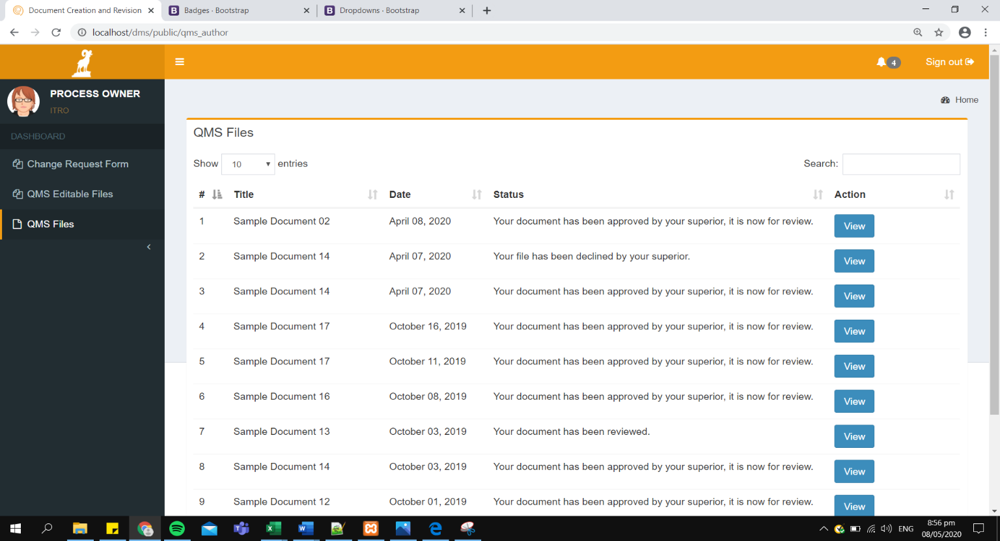 Document Creation and Revision
Badges · Bootstrap
Dropdowns · Bootstrap
localhost/dms/public/qms_author
4
Sign out
PROCESS OWNER
ITRO
Home
DASHBOARD
Change Request Form
QMS Editable Files
QMS Files
QMS Files
Show 10 entries
Search:
# Title Date Status Action
1 Sample Document 02 April 08, 2020 Your document has been approved by your superior, it is now for review. View
2 Sample Document 14 April 07, 2020 Your file has been declined by your superior. View
3 Sample Document 14 April 07, 2020 Your document has been approved by your superior, it is now for review. View
4 Sample Document 17 October 16, 2019 Your document has been approved by your superior, it is now for review. View
5 Sample Document 17 October 11, 2019 Your document has been approved by your superior, it is now for review. View
6 Sample Document 16 October 08, 2019 Your document has been approved by your superior, it is now for review. View
7 Sample Document 13 October 03, 2019 Your document has been reviewed. View
8 Sample Document 14 October 03, 2019 Your document has been approved by your superior, it is now for review. View
9 Sample Document 12 October 01, 2019 Your document has been approved by your superior, it is now for review. View
ENG
8:56 pm
08/05/2020